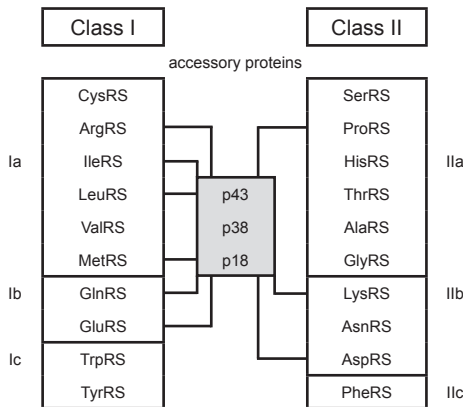 Class I Class II
accessory proteins
CysRS SerRS
ArgRS ProRS
Ia IleRS HisRS IIa
LeuRS p43 ThrRS
ValRS p38 AlaRS
MetRS p18 GlyRS
Ib GlnRS LysRS IIb
GluRS AsnRS
Ic TrpRS AspRS
TyrRS PheRS IIc